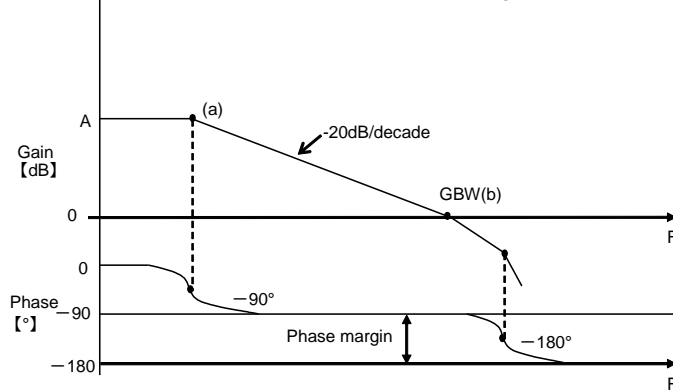 (a)
A
-20dB/decade
Gain
【dB】
GBW(b)
0
F
0
Phase
【°】
－90
－90°
Phase margin
－180°
－180
F